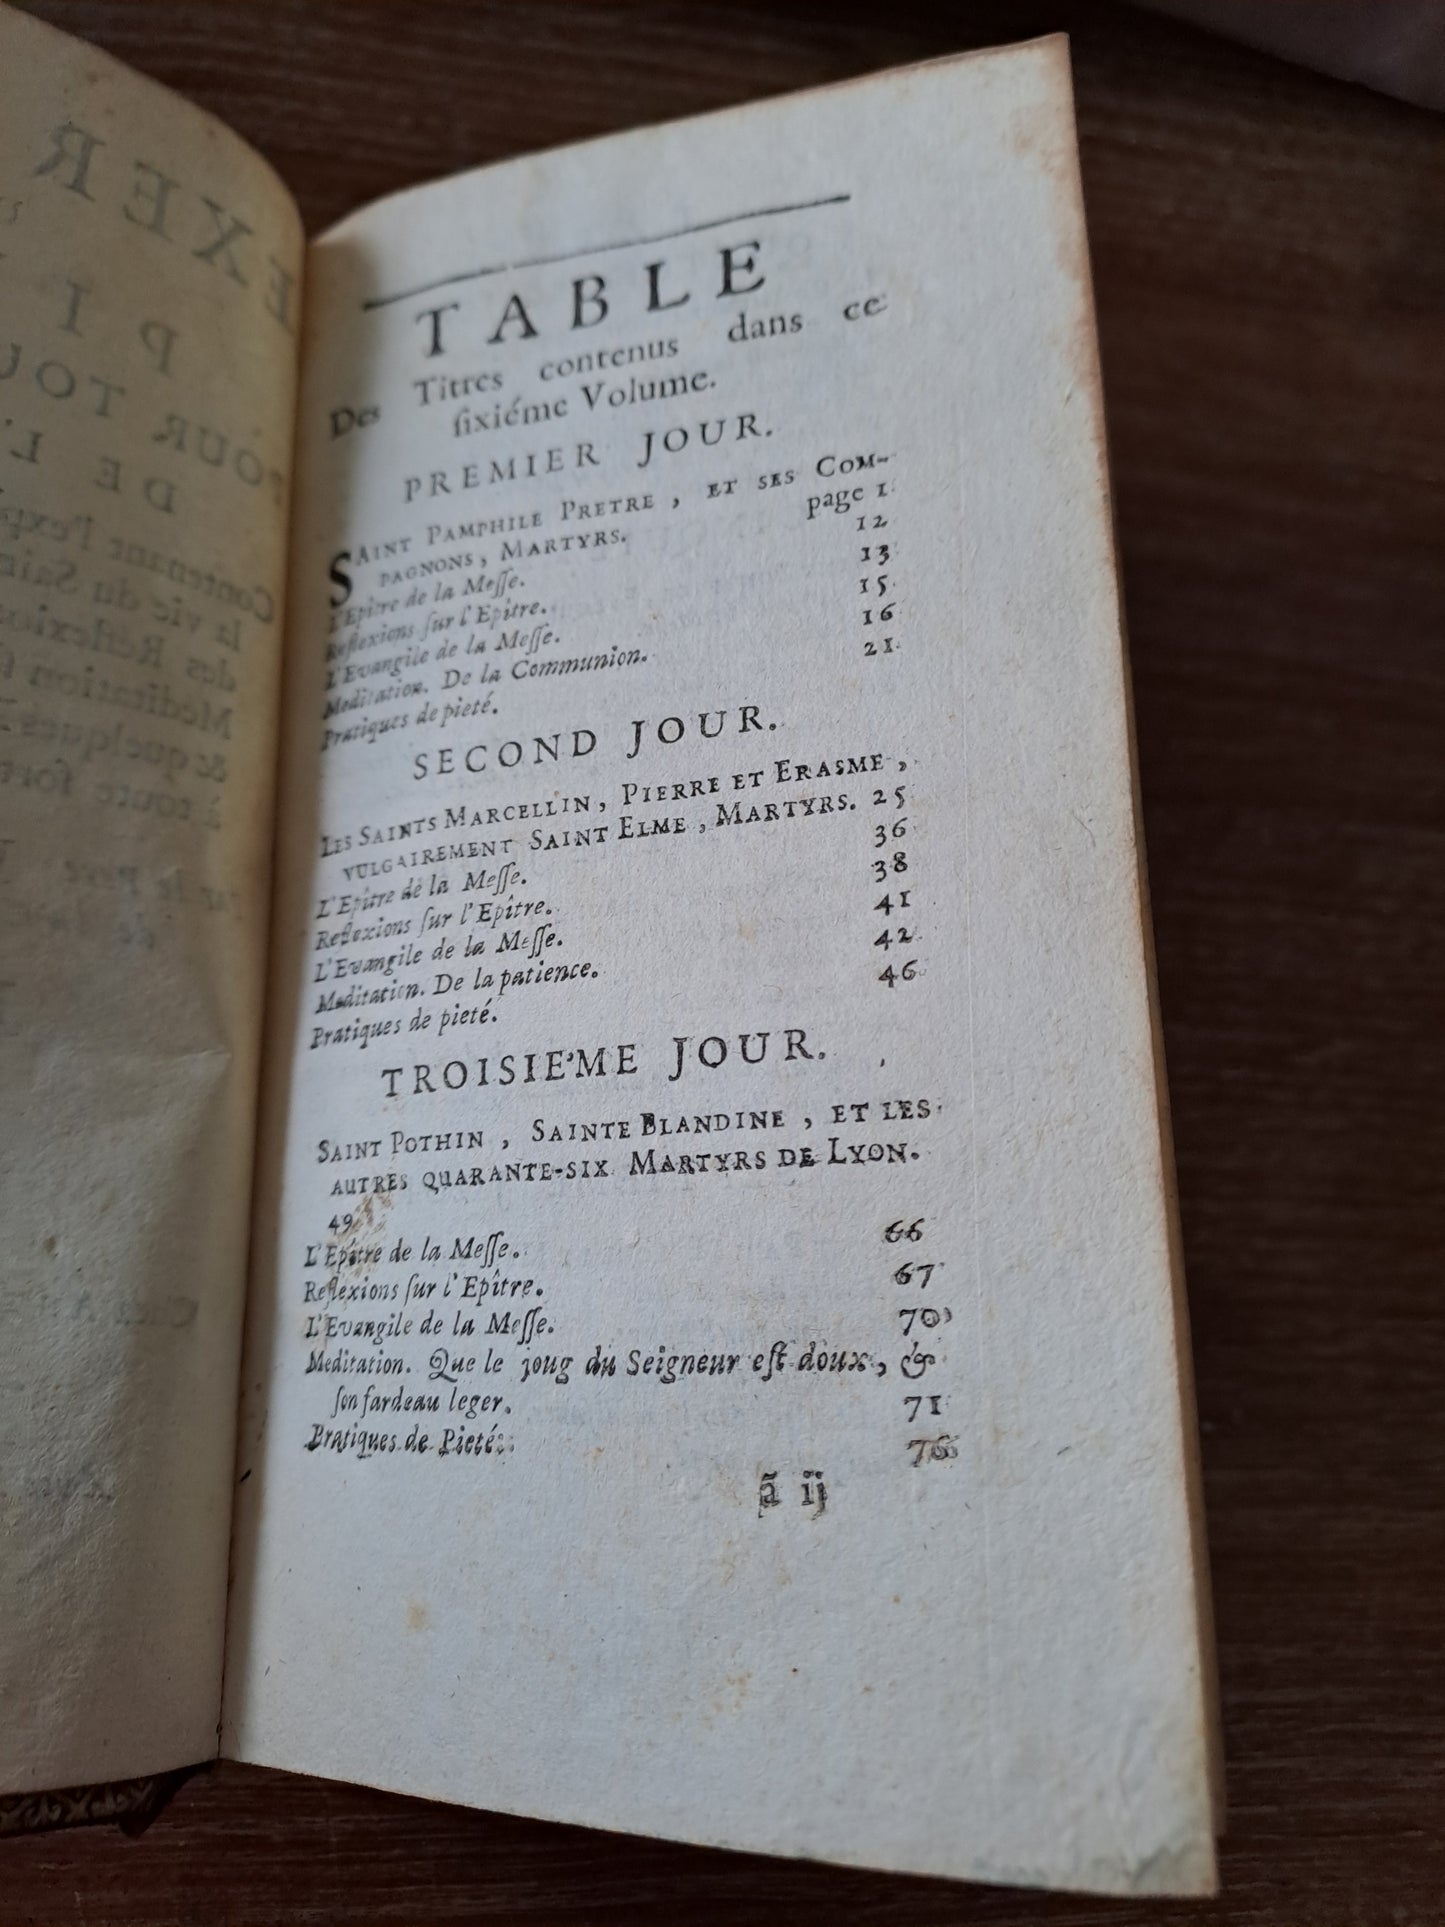 TABLE
Des Titres contenus dans ce
sixiéme Volume.
PREMIER JOUR.
SAINT PAMPHILE PRETRE, ET SES COM-
PAGNONS, MARTYRS. page 1.
L'Epître de la Messe. 12
Reflexions sur l'Epître. 13
L'Evangile de la Messe. 15.
Meditation. De la Communion. 16
Pratiques de pieté. 21.
SECOND JOUR.
LES SAINTS MARCELLIN, PIERRE ET ERASME,
VULGAIREMENT SAINT ELME, MARTYRS. 25
L'Epître de la Messe. 36
Reflexions sur l'Epître. 38
L'Evangile de la Messe. 41
Meditation. De la patience. 42
Pratiques de pieté. 46
TROISIE'ME JOUR.
SAINT POTHIN, SAINTE BLANDINE, ET LES
AUTRES QUARANTE-SIX MARTYRS DE LYON.
49
L'Epître de la Messe. 66
Reflexions sur l'Epître. 67
L'Evangile de la Messe. 70
Meditation. Que le joug du Seigneur est doux, &
son fardeau leger. 71
Pratiques de Pieté. 76
ã ij